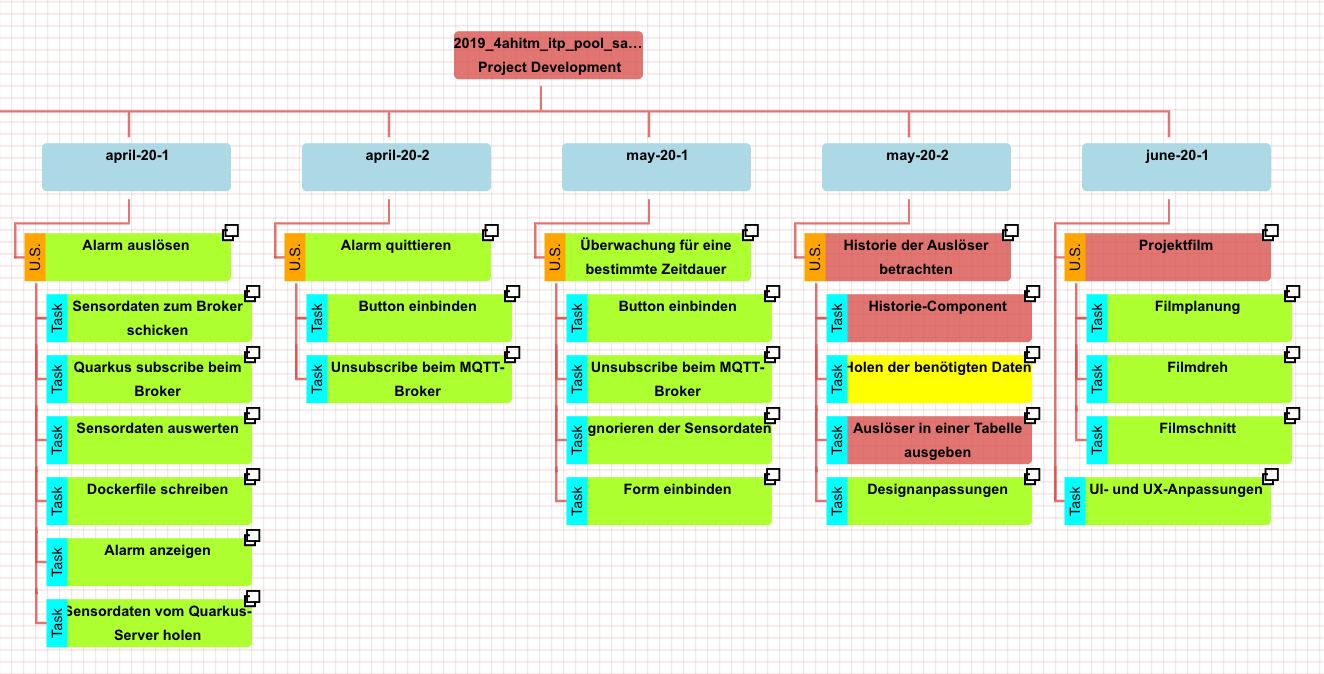 2019_4ahitm_itp_pool_sa...
Project Development
april-20-1
april-20-2
may-20-1
may-20-2
june-20-1
U.S.
Alarm auslösen
Task
Sensordaten zum Broker
schicken
Task
Quarkus subscribe beim
Broker
Task
Sensordaten auswerten
Task
Dockerfile schreiben
Task
Alarm anzeigen
Task
Sensordaten vom Quarkus-
Server holen
U.S.
Alarm quittieren
Task
Button einbinden
Task
Unsubscribe beim MQTT-
Broker
U.S.
Überwachung für eine
bestimmte Zeitdauer
Task
Button einbinden
Task
Unsubscribe beim MQTT-
Broker
Task
gnorieren der Sensordaten
Task
Form einbinden
U.S.
Historie der Auslöser
betrachten
Task
Historie-Component
Task
Holen der benötigten Daten
Task
Auslöser in einer Tabelle
ausgeben
Task
Designanpassungen
U.S.
Projektfilm
Task
Filmplanung
Task
Filmdreh
Task
Filmschnitt
Task
UI- und UX-Anpassungen